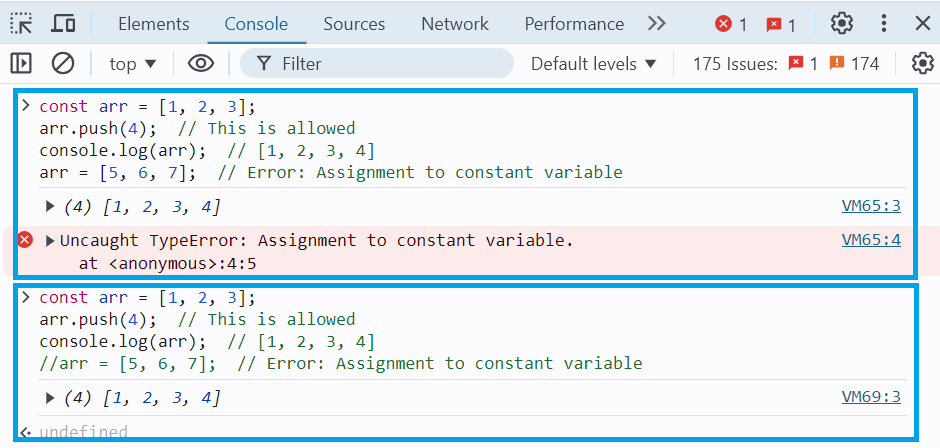 Elements Console Sources Network Performance 1 1
top Filter Default levels 175 Issues: 1 174
const arr = [1, 2, 3];
arr.push(4);  // This is allowed
console.log(arr);  // [1, 2, 3, 4]
arr = [5, 6, 7];  // Error: Assignment to constant variable
(4) [1, 2, 3, 4] VM65:3
Uncaught TypeError: Assignment to constant variable. VM65:4
at <anonymous>:4:5
const arr = [1, 2, 3];
arr.push(4);  // This is allowed
console.log(arr);  // [1, 2, 3, 4]
//arr = [5, 6, 7];  // Error: Assignment to constant variable
(4) [1, 2, 3, 4] VM69:3
undefined